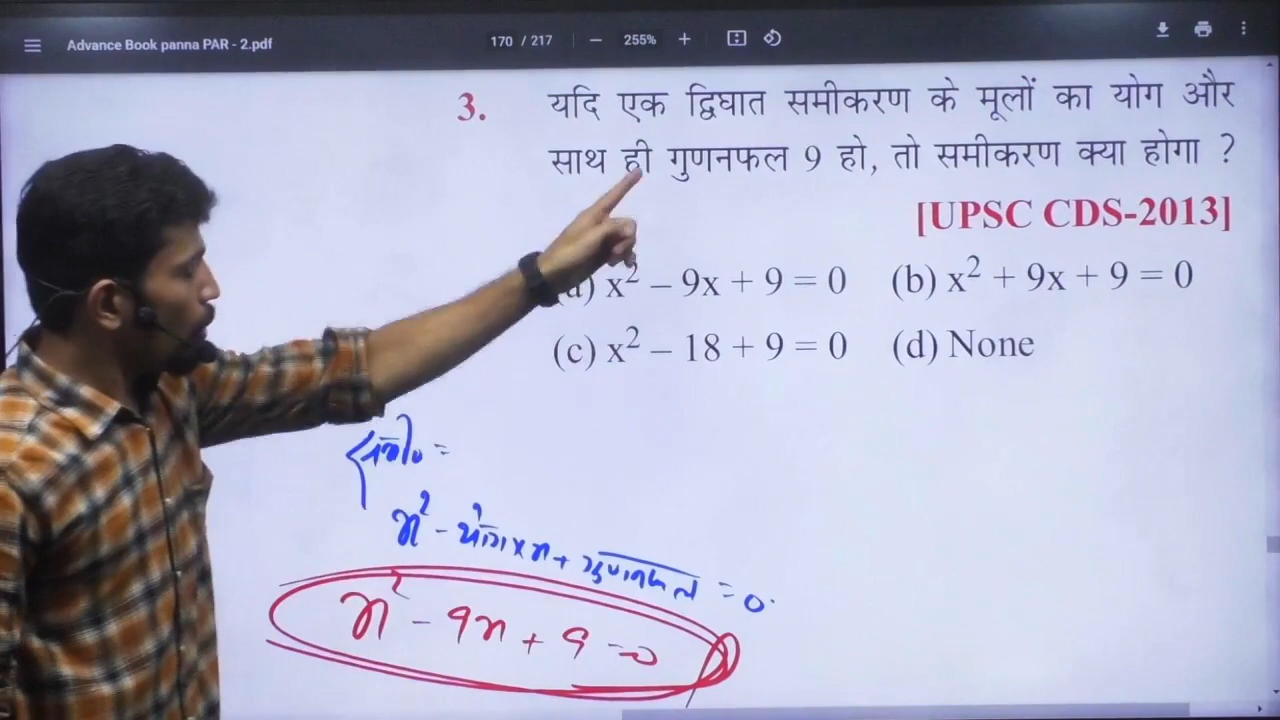 Advance Book panna PAR - 2.pdf
170 / 217 — 255% +
3. यदि एक द्विघात समीकरण के मूलों का योग और
साथ ही गुणनफल 9 हो, तो समीकरण क्या होगा ?
[UPSC CDS-2013]
(a) x² – 9x + 9 = 0 (b) x² + 9x + 9 = 0
(c) x² – 18 + 9 = 0 (d) None
समी० =
x² - योग × x + गुणनफल = 0
x² - 9x + 9 = 0